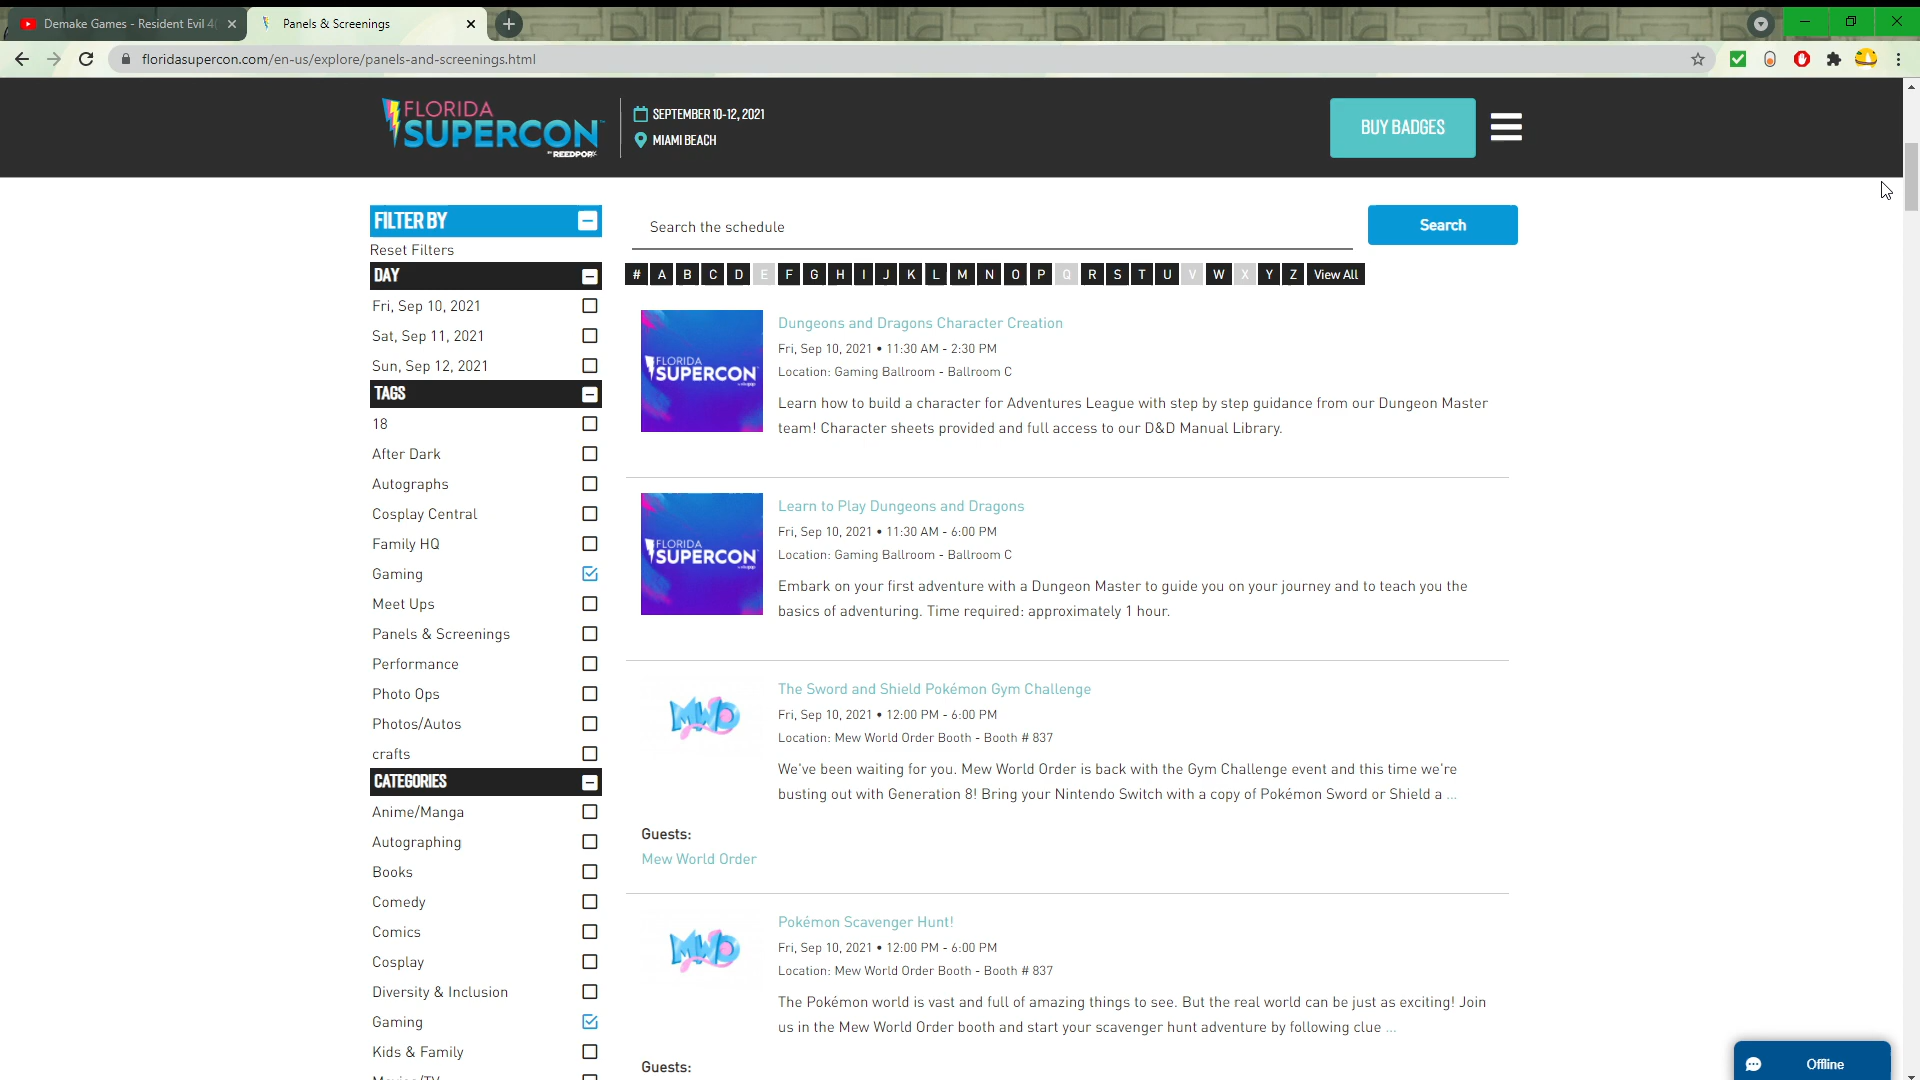 Demake Games - Resident Evil 4(
Panels & Screenings
floridasupercon.com/en-us/explore/panels-and-screenings.html
FLORIDA
SUPERCON
BY REEDPOP
SEPTEMBER 10-12, 2021
MIAMI BEACH
BUY BADGES
FILTER BY
Reset Filters
DAY
Fri, Sep 10, 2021
Sat, Sep 11, 2021
Sun, Sep 12, 2021
TAGS
18
After Dark
Autographs
Cosplay Central
Family HQ
Gaming
Meet Ups
Panels & Screenings
Performance
Photo Ops
Photos/Autos
crafts
CATEGORIES
Anime/Manga
Autographing
Books
Comedy
Comics
Cosplay
Diversity & Inclusion
Gaming
Kids & Family
Search the schedule
Search
# A B C D E F G H I J K L M N O P Q R S T U V W X Y Z View All
FLORIDA
SUPERCON
Dungeons and Dragons Character Creation
Fri, Sep 10, 2021 • 11:30 AM - 2:30 PM
Location: Gaming Ballroom - Ballroom C
Learn how to build a character for Adventures League with step by step guidance from our Dungeon Master
team! Character sheets provided and full access to our D&D Manual Library.
FLORIDA
SUPERCON
Learn to Play Dungeons and Dragons
Fri, Sep 10, 2021 • 11:30 AM - 6:00 PM
Location: Gaming Ballroom - Ballroom C
Embark on your first adventure with a Dungeon Master to guide you on your journey and to teach you the
basics of adventuring. Time required: approximately 1 hour.
MWO
The Sword and Shield Pokémon Gym Challenge
Fri, Sep 10, 2021 • 12:00 PM - 6:00 PM
Location: Mew World Order Booth - Booth # 837
We've been waiting for you. Mew World Order is back with the Gym Challenge event and this time we're
busting out with Generation 8! Bring your Nintendo Switch with a copy of Pokémon Sword or Shield a ...
Guests:
Mew World Order
MWO
Pokémon Scavenger Hunt!
Fri, Sep 10, 2021 • 12:00 PM - 6:00 PM
Location: Mew World Order Booth - Booth # 837
The Pokémon world is vast and full of amazing things to see. But the real world can be just as exciting! Join
us in the Mew World Order booth and start your scavenger hunt adventure by following clue ...
Guests:
Offline